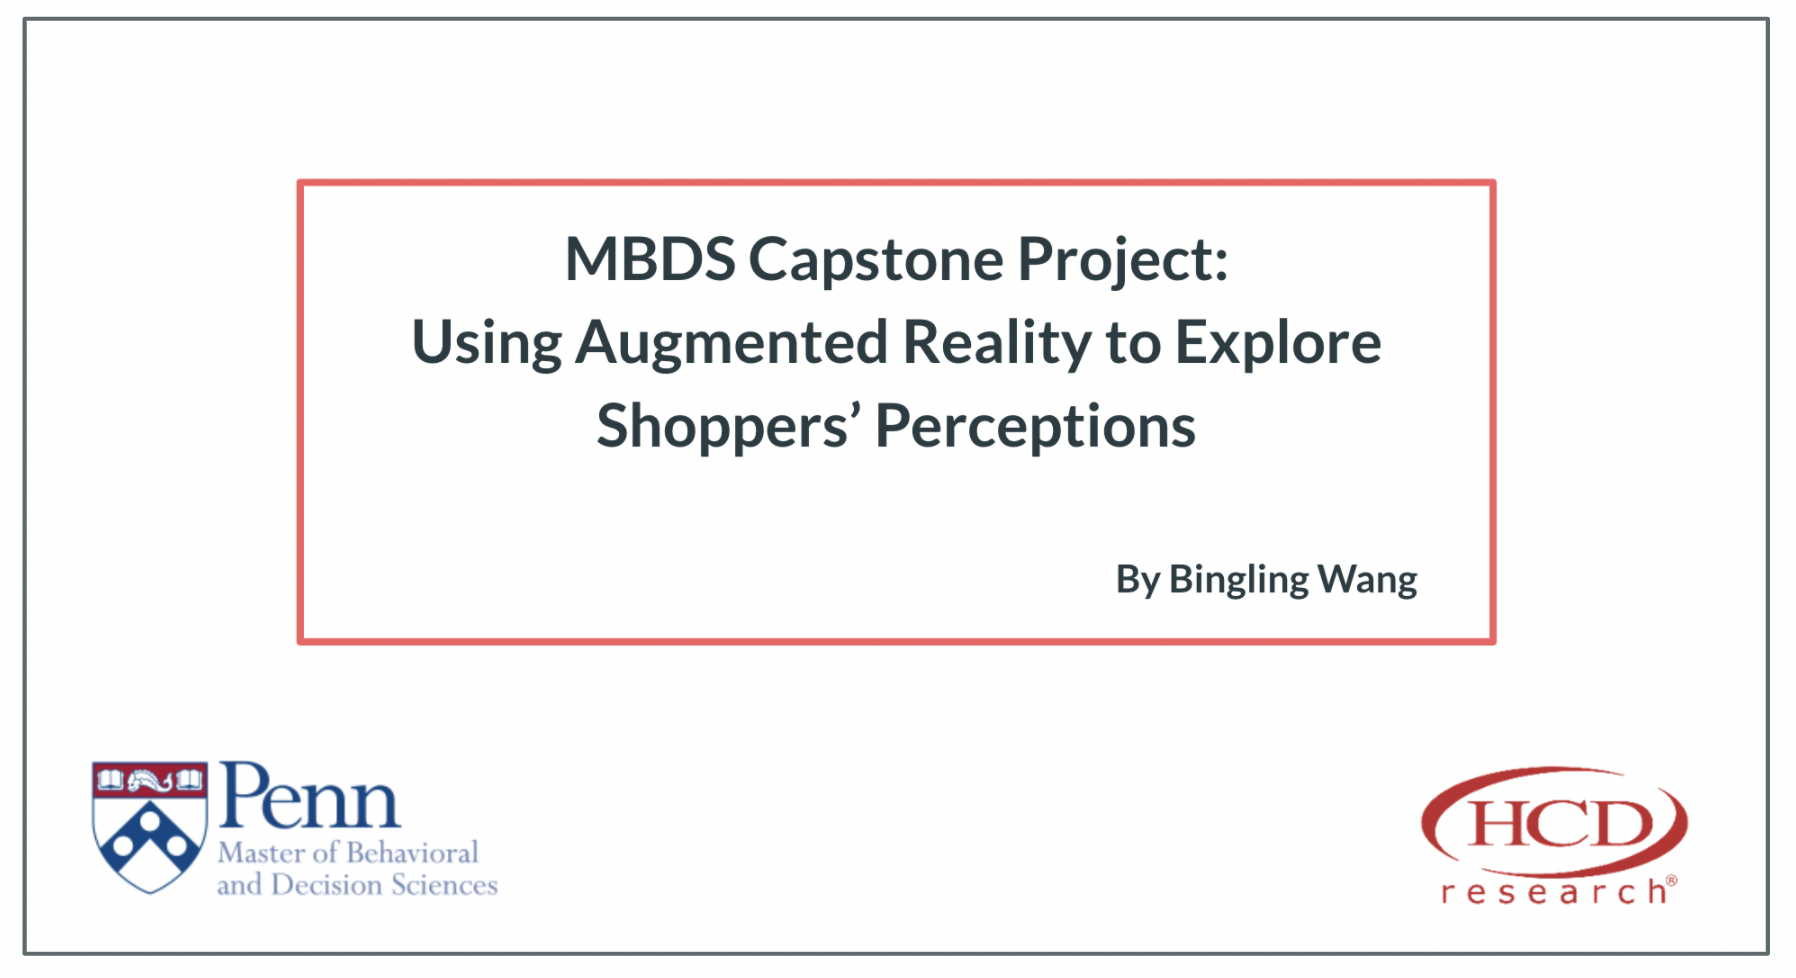 MBDS Capstone Project:
Using Augmented Reality to Explore
Shoppers’ Perceptions
By Bingling Wang
Penn
Master of Behavioral
and Decision Sciences
HCD
research®